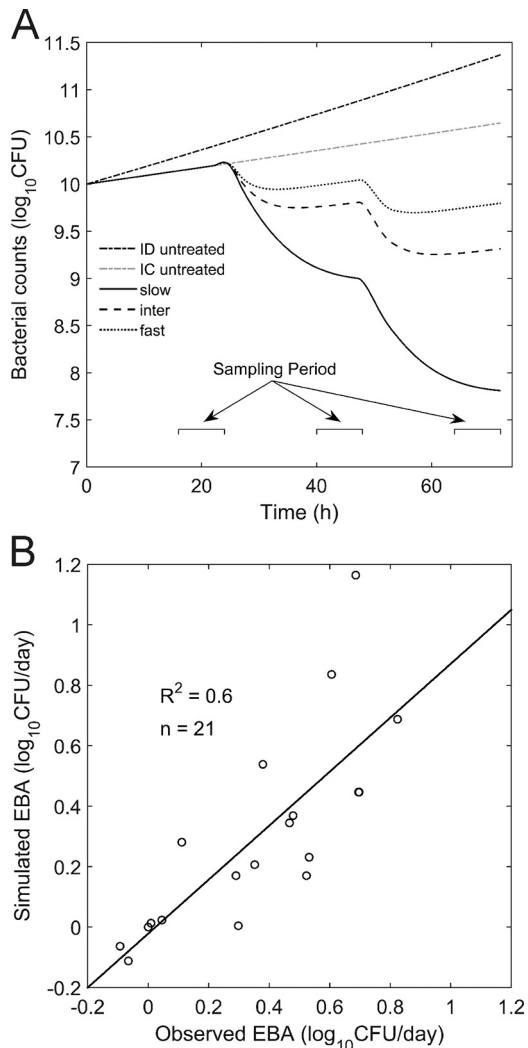 A
11.5
11
10.5
10
9.5
9
8.5
8
7.5
7
Bacterial counts (log10CFU)
ID untreated
IC untreated
slow
inter
fast
Sampling Period
0
20
40
60
Time (h)
B
1.2
1
0.8
0.6
0.4
0.2
0
-0.2
Simulated EBA (log10CFU/day)
R2 = 0.6
n = 21
-0.2
0
0.2
0.4
0.6
0.8
1
1.2
Observed EBA (log10CFU/day)